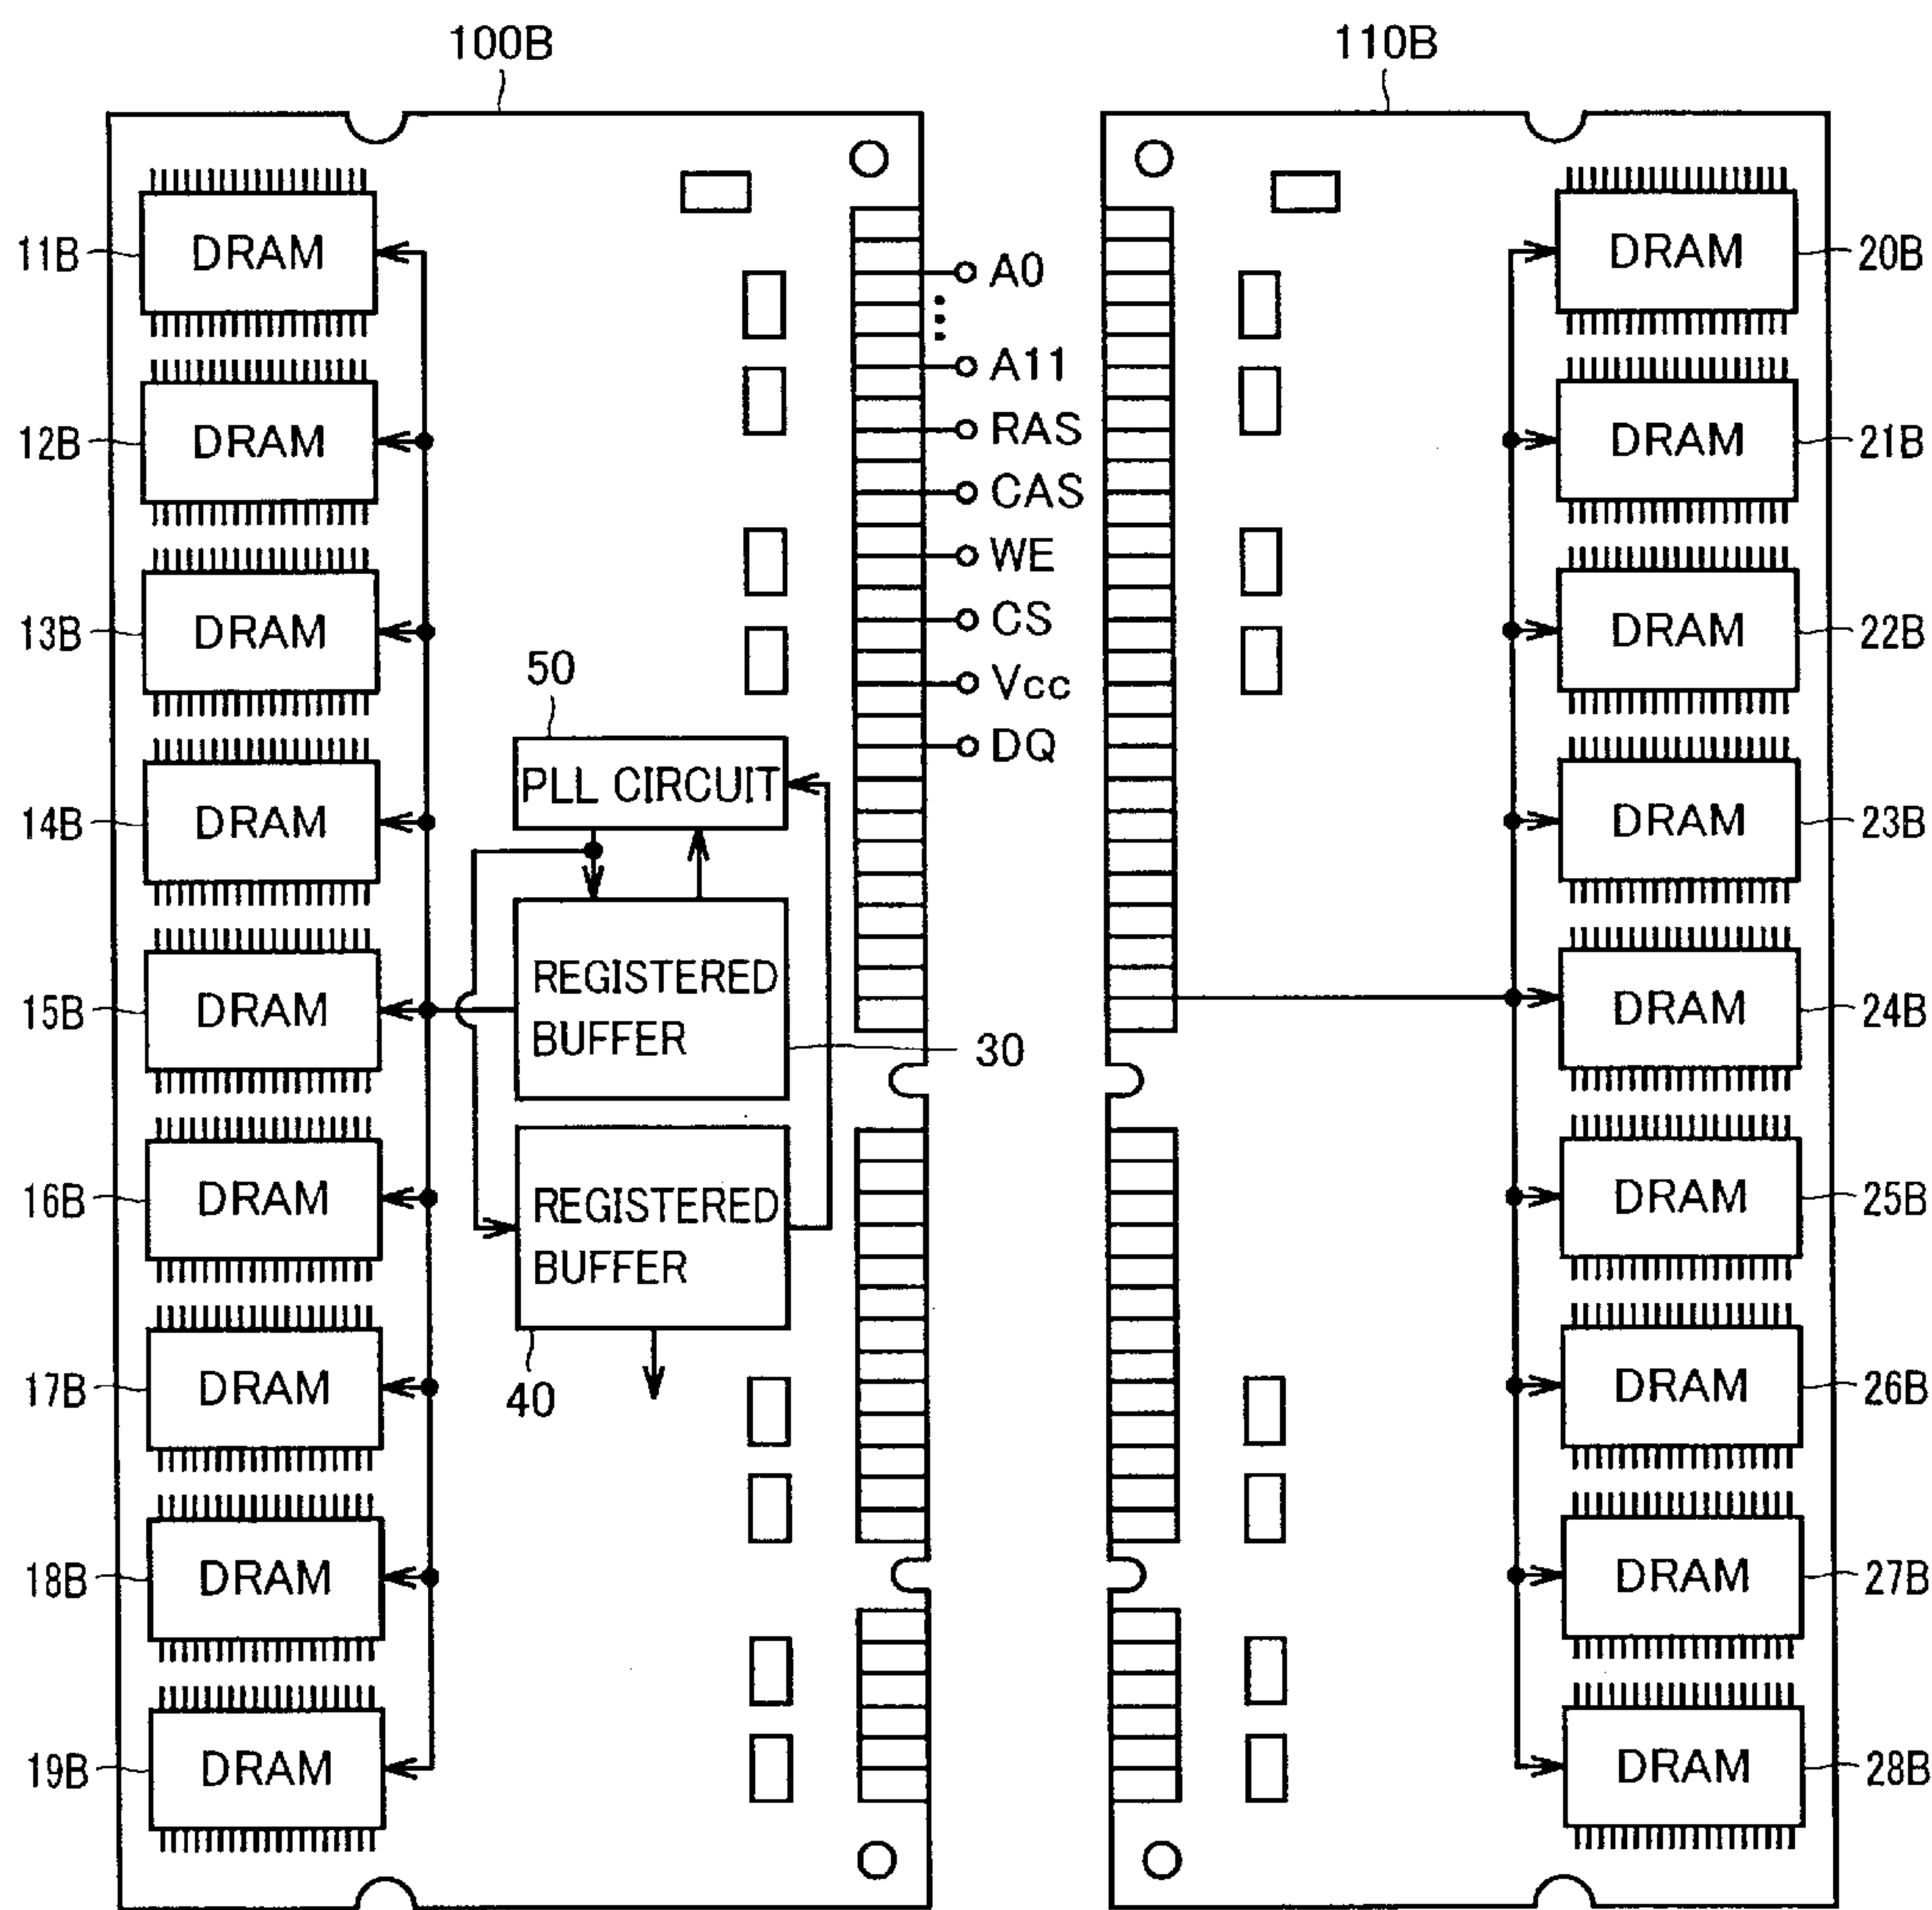 100B
110B
11B
DRAM
12B
DRAM
13B
DRAM
14B
DRAM
15B
DRAM
16B
DRAM
17B
DRAM
18B
DRAM
19B
DRAM
50
PLL CIRCUIT
REGISTERED
BUFFER
30
REGISTERED
BUFFER
40
A0
A11
RAS
CAS
WE
CS
Vcc
DQ
DRAM
20B
DRAM
21B
DRAM
22B
DRAM
23B
DRAM
24B
DRAM
25B
DRAM
26B
DRAM
27B
DRAM
28B